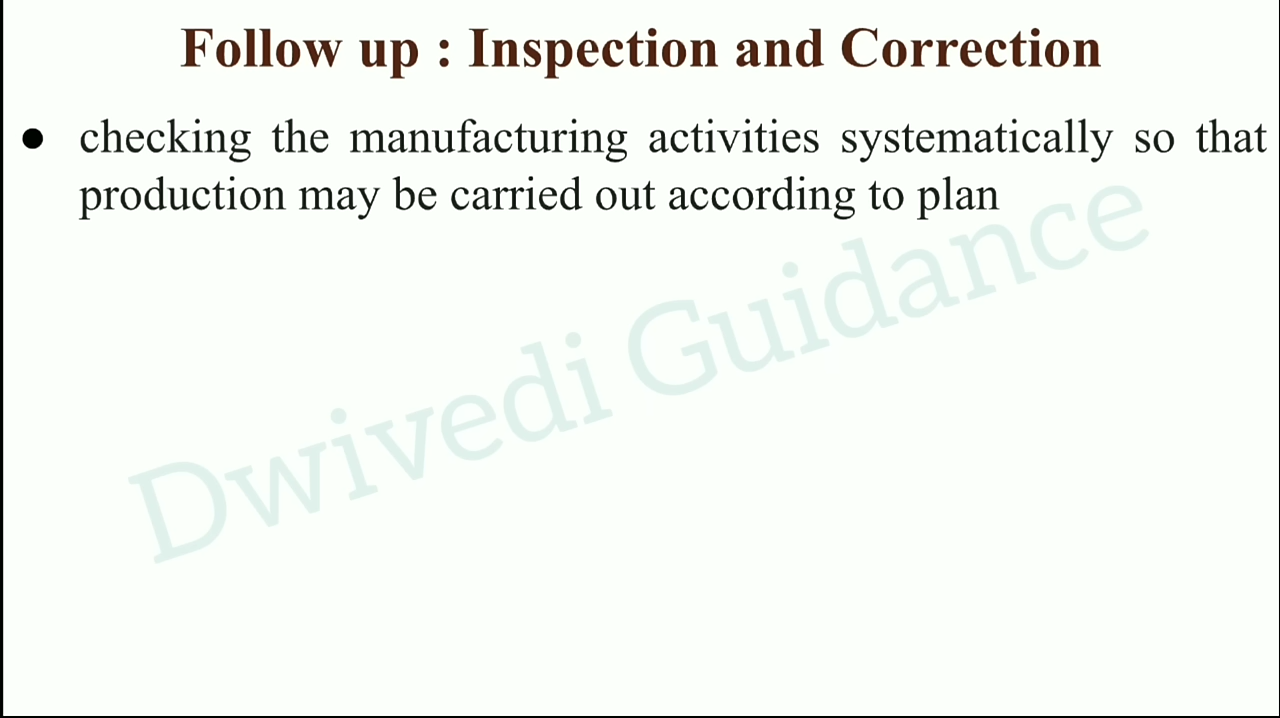 Follow up : Inspection and Correction
● checking the manufacturing activities systematically so that
production may be carried out according to plan
Dwivedi Guidance